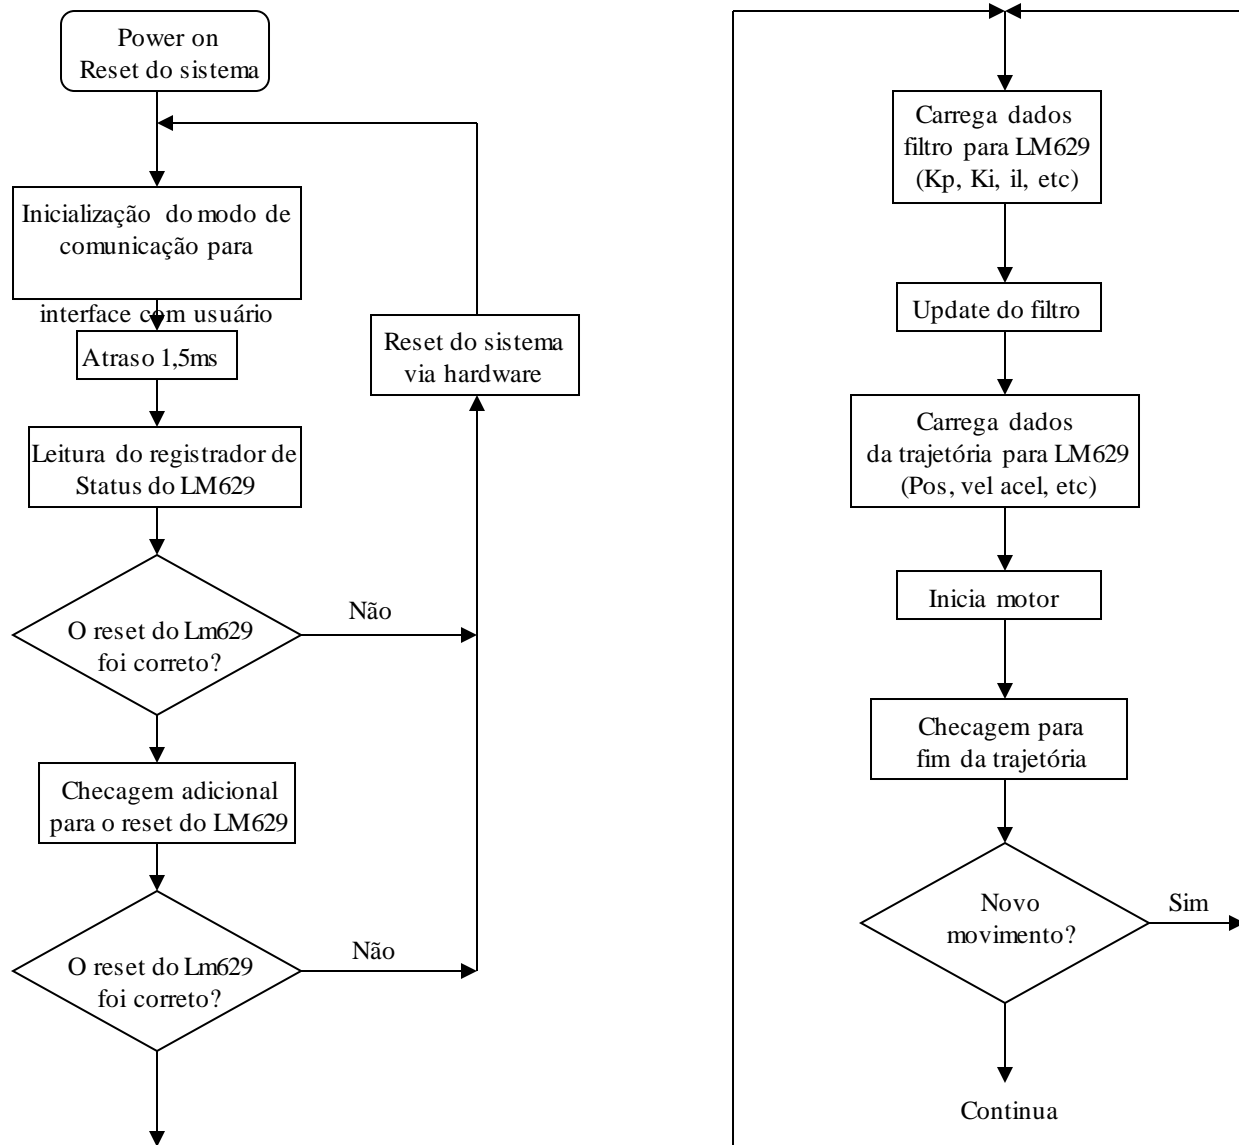 Power on
Reset do sistema
Inicialização do modo de
comunicação para
interface com usuário
Atraso 1,5ms
Leitura do registrador de
Status do LM629
O reset do Lm629
foi correto?
Não
Reset do sistema
via hardware
Checagem adicional
para o reset do LM629
O reset do Lm629
foi correto?
Não
Carrega dados
filtro para LM629
(Kp, Ki, il, etc)
Update do filtro
Carrega dados
da trajetória para LM629
(Pos, vel acel, etc)
Inicia motor
Checagem para
fim da trajetória
Novo
movimento?
Sim
Continua